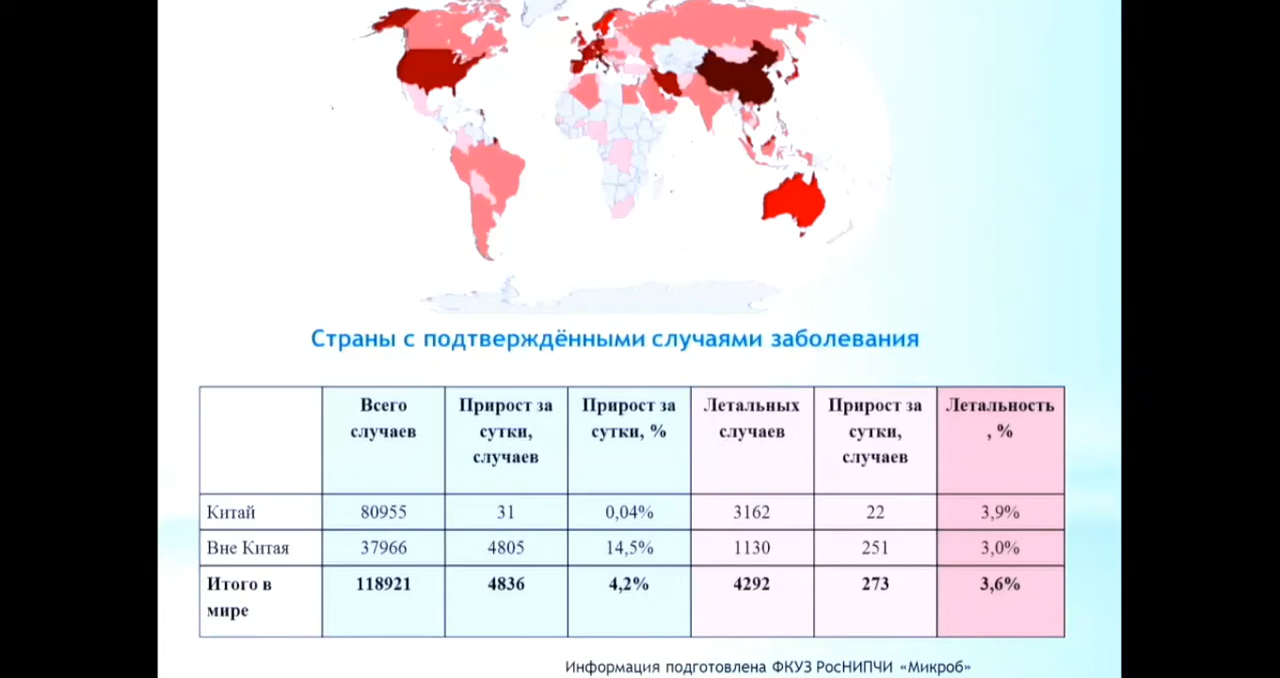 Страны с подтверждёнными случаями заболевания
Всего случаев
Прирост за сутки, случаев
Прирост за сутки, %
Летальных случаев
Прирост за сутки, случаев
Летальность , %
Китай 80955 31 0,04% 3162 22 3,9%
Вне Китая 37966 4805 14,5% 1130 251 3,0%
Итого в мире 118921 4836 4,2% 4292 273 3,6%
Информация подготовлена ФКУЗ РосНИПЧИ «Микроб»